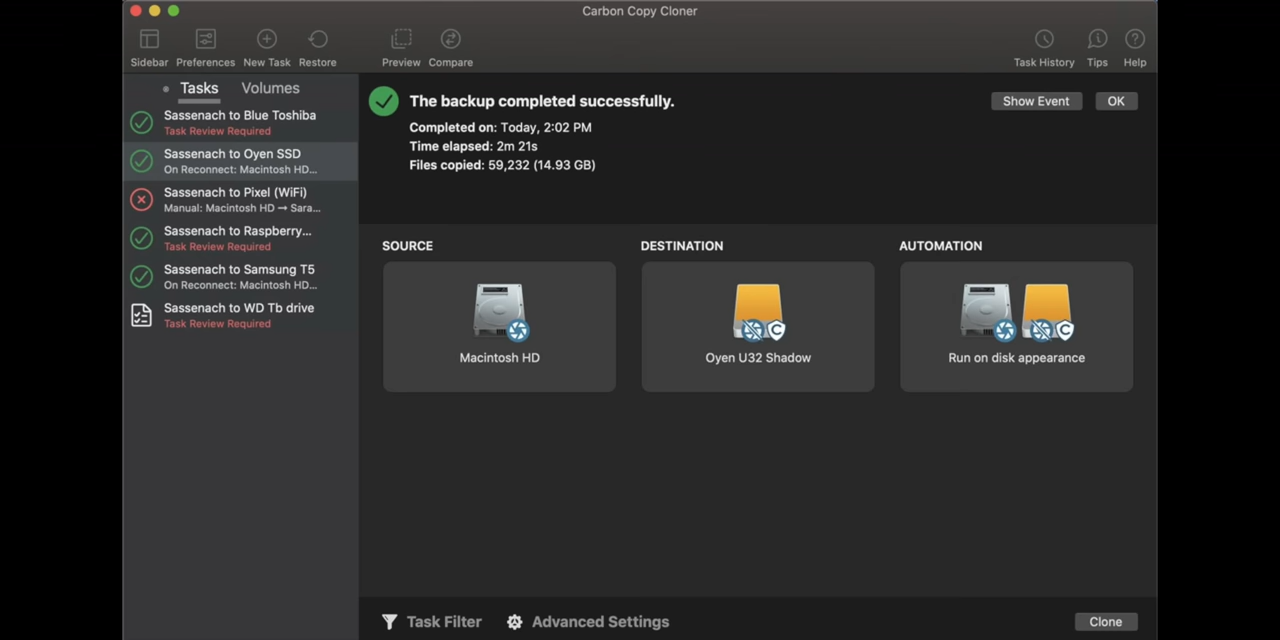 Carbon Copy Cloner
Sidebar Preferences New Task Restore Preview Compare Task History Tips Help
Tasks Volumes
Sassenach to Blue Toshiba
Task Review Required
Sassenach to Oyen SSD
On Reconnect: Macintosh HD...
Sassenach to Pixel (WiFi)
Manual: Macintosh HD → Sara...
Sassenach to Raspberry...
Task Review Required
Sassenach to Samsung T5
On Reconnect: Macintosh HD...
Sassenach to WD Tb drive
Task Review Required
The backup completed successfully.
Show Event OK
Completed on: Today, 2:02 PM
Time elapsed: 2m 21s
Files copied: 59,232 (14.93 GB)
SOURCE DESTINATION AUTOMATION
Macintosh HD Oyen U32 Shadow Run on disk appearance
Task Filter Advanced Settings Clone